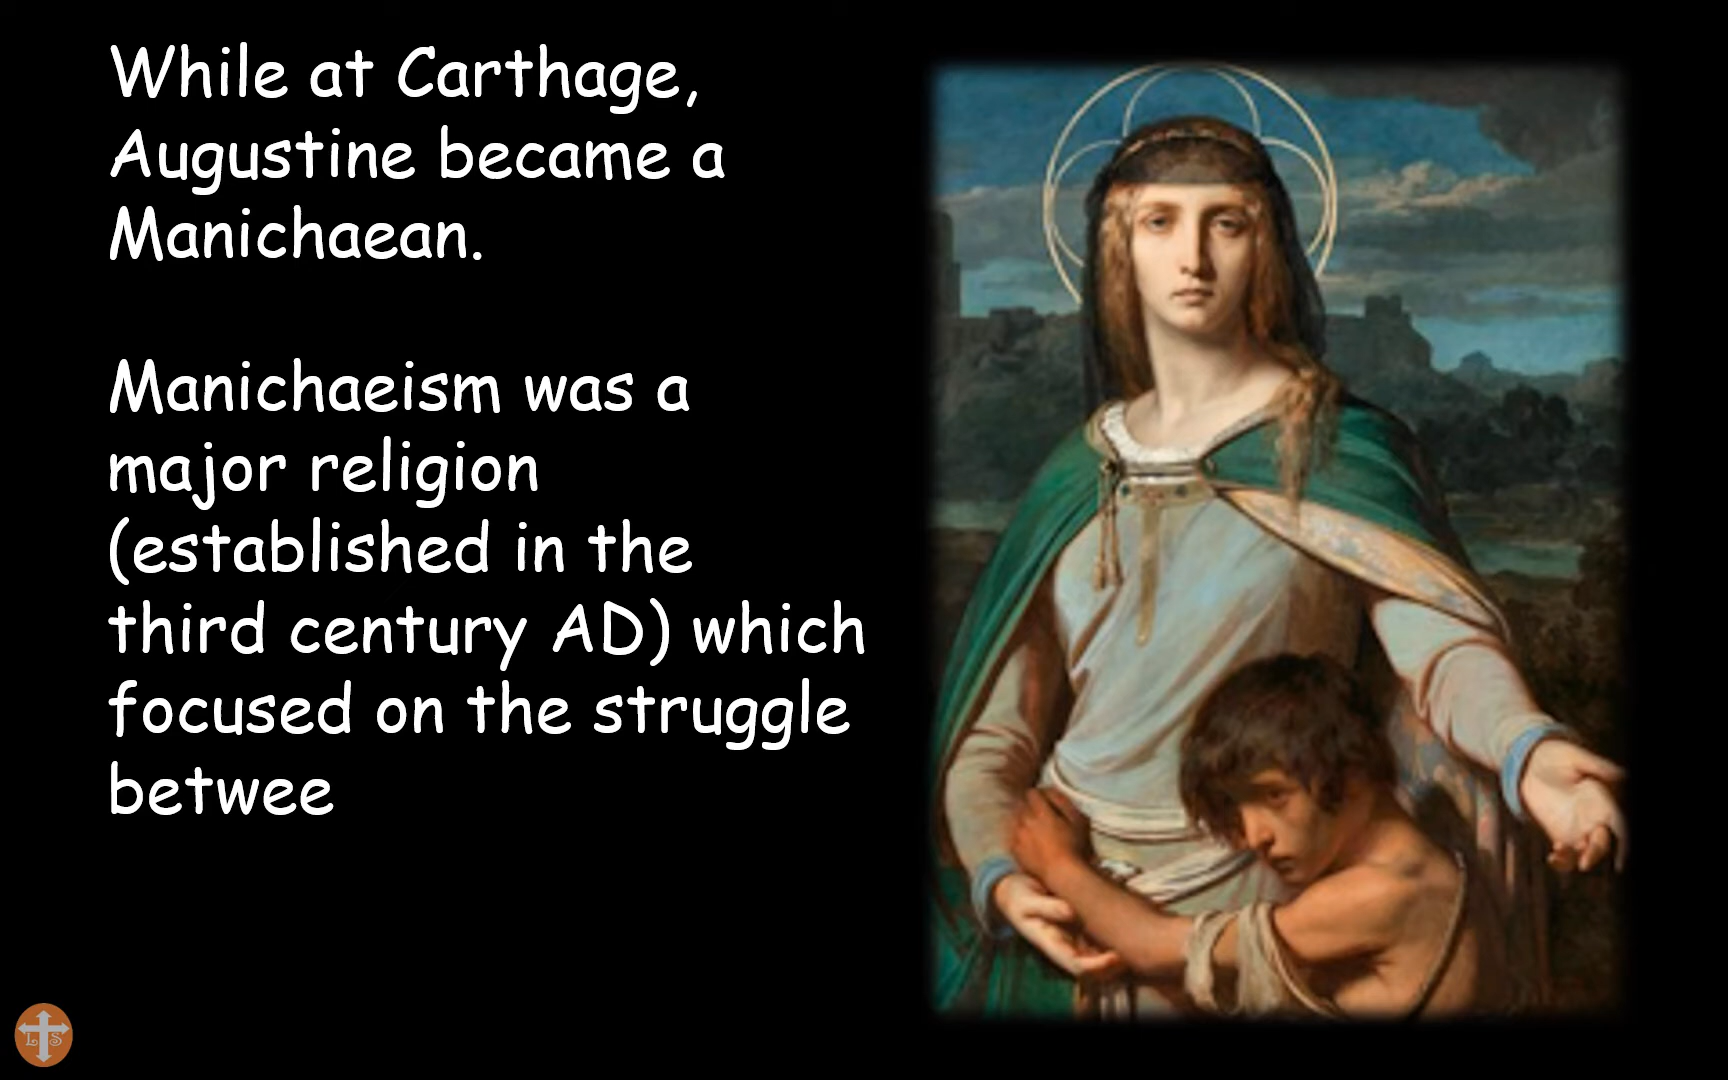 While at Carthage,
Augustine became a
Manichaean.
Manichaeism was a
major religion
(established in the
third century AD) which
focused on the struggle
betwee
L S